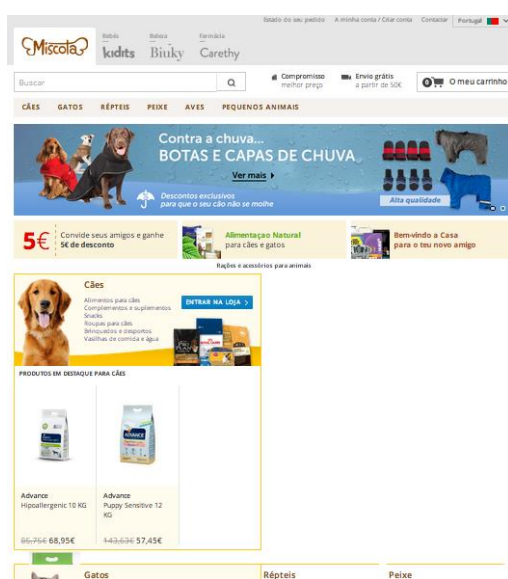 Estado do seu pedido A minha conta / Criar conta Contactar Portugal
Miscota
Bebés
kidits
Beleza
Biuky
Farmácia
Carethy
Buscar
Compromisso
melhor preço
Envio grátis
a partir de 50€
0 O meu carrinho
CÃES GATOS RÉPTEIS PEIXE AVES PEQUENOS ANIMAIS
Contra a chuva...
BOTAS E CAPAS DE CHUVA
Ver mais
Descontos exclusivos
para que o seu cão não se molhe
Alta qualidade
5€ Convide seus amigos e ganhe
5€ de desconto
Alimentaçao Natural
para cães e gatos
Bem-vindo a Casa
para o teu novo amigo
Rações e acessórios para animais
Cães
Alimentos para cães
Complementos e suplementos
Snacks
Roupas para cães
Brinquedos e desportos
Vasilhas de comida e água
ENTRAR NA LOJA
PRODUTOS EM DESTAQUE PARA CÃES
ADVANCE
Advance
Hipoallergenic 10 KG
68,95€
Advance
Puppy Sensitive 12
KG
143,63€ 57,45€
Gatos
Répteis
Peixe